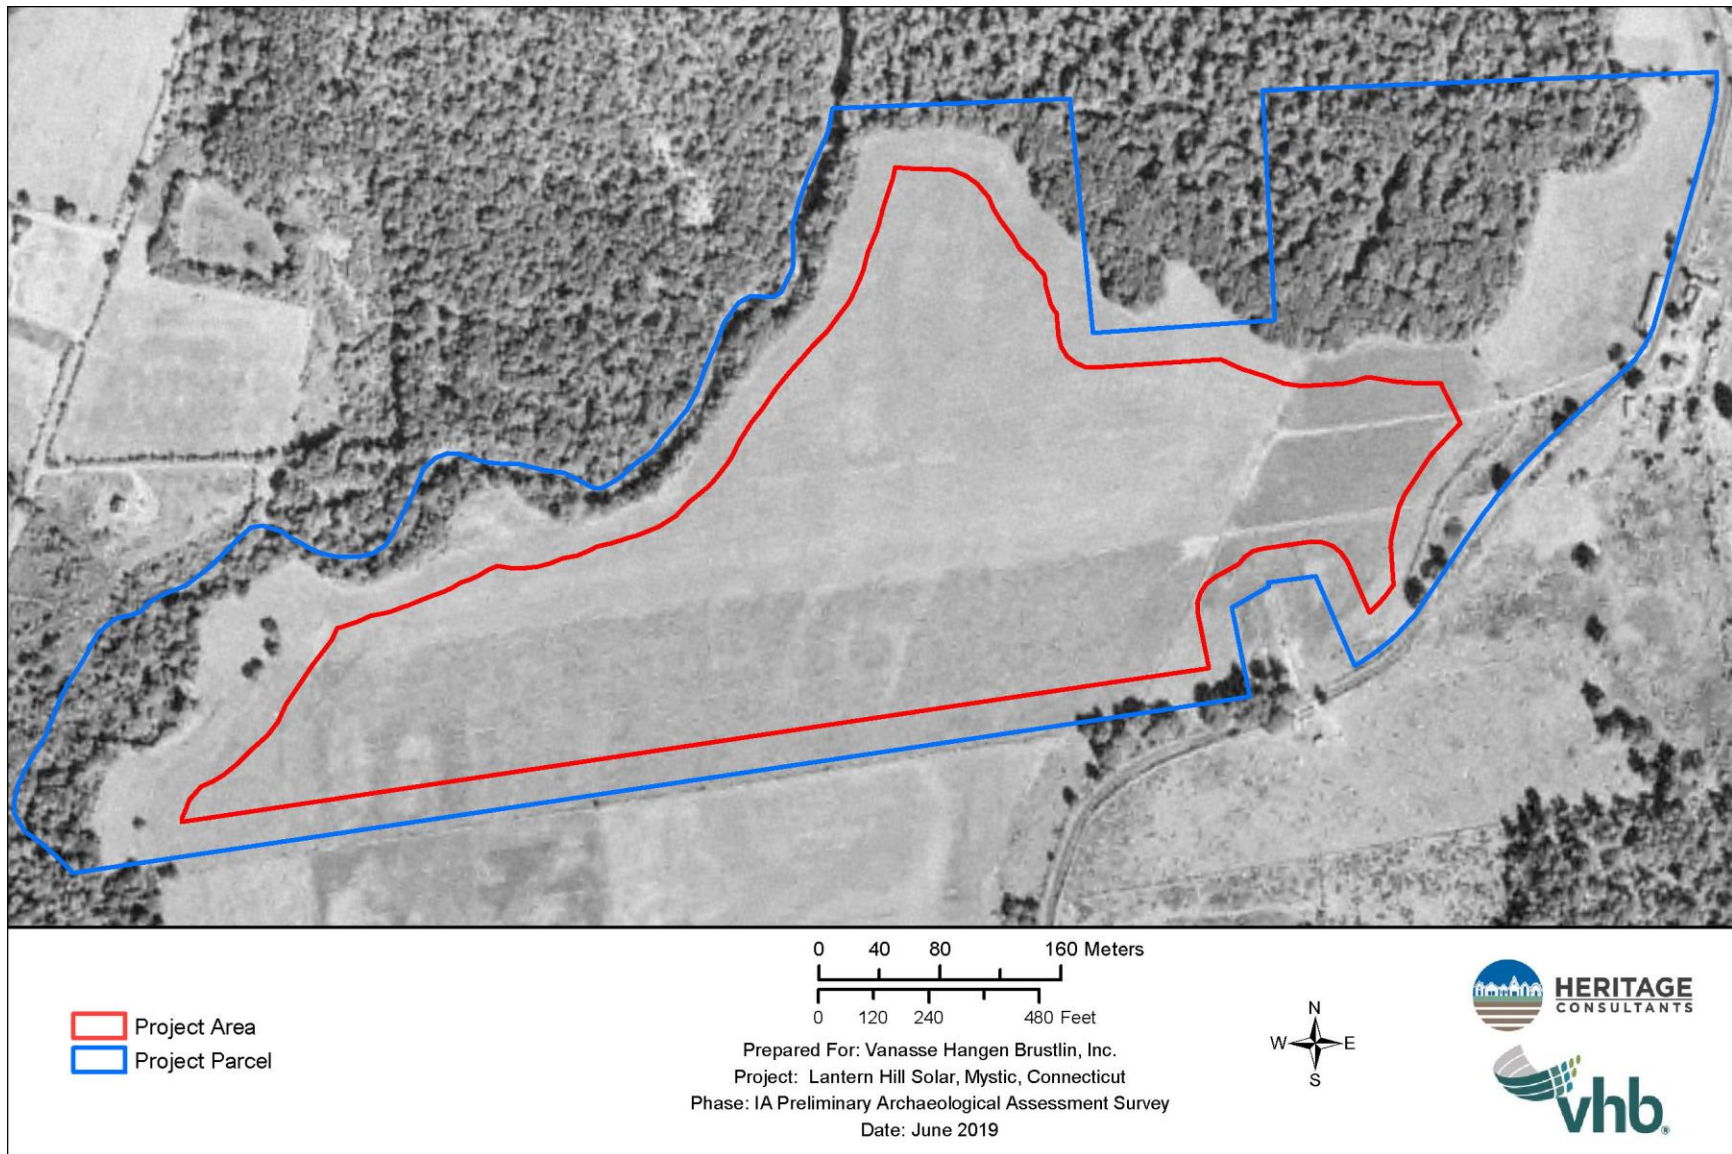 0 40 80 160 Meters
0 120 240 480 Feet
Project Area
Project Parcel
Prepared For: Vanasse Hangen Brustlin, Inc.
Project: Lantern Hill Solar, Mystic, Connecticut
Phase: IA Preliminary Archaeological Assessment Survey
Date: June 2019
N
W E
S
HERITAGE
CONSULTANTS
vhb®